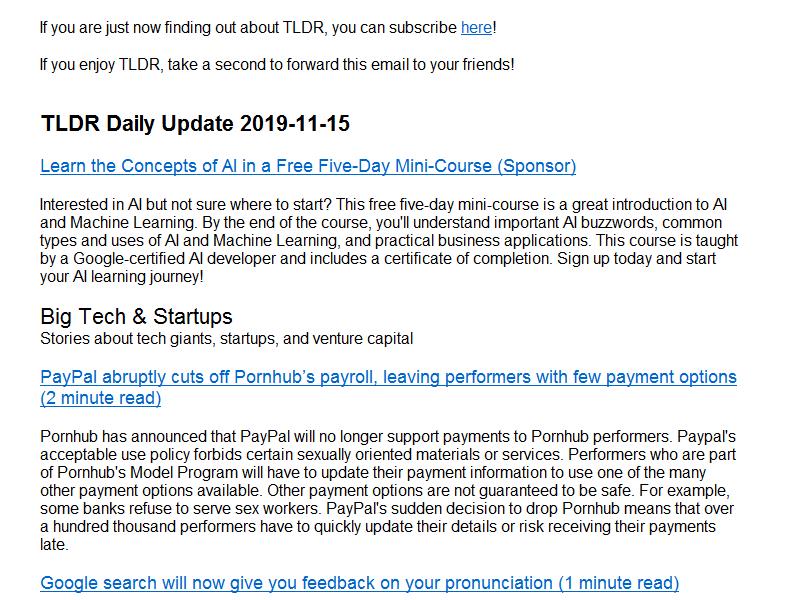 If you are just now finding out about TLDR, you can subscribe here!
If you enjoy TLDR, take a second to forward this email to your friends!
TLDR Daily Update 2019-11-15
Learn the Concepts of AI in a Free Five-Day Mini-Course (Sponsor)
Interested in AI but not sure where to start? This free five-day mini-course is a great introduction to AI
and Machine Learning. By the end of the course, you'll understand important AI buzzwords, common
types and uses of AI and Machine Learning, and practical business applications. This course is taught
by a Google-certified AI developer and includes a certificate of completion. Sign up today and start
your AI learning journey!
Big Tech & Startups
Stories about tech giants, startups, and venture capital
PayPal abruptly cuts off Pornhub’s payroll, leaving performers with few payment options
(2 minute read)
Pornhub has announced that PayPal will no longer support payments to Pornhub performers. Paypal's
acceptable use policy forbids certain sexually oriented materials or services. Performers who are part
of Pornhub's Model Program will have to update their payment information to use one of the many
other payment options available. Other payment options are not guaranteed to be safe. For example,
some banks refuse to serve sex workers. PayPal's sudden decision to drop Pornhub means that over
a hundred thousand performers have to quickly update their details or risk receiving their payments
late.
Google search will now give you feedback on your pronunciation (1 minute read)